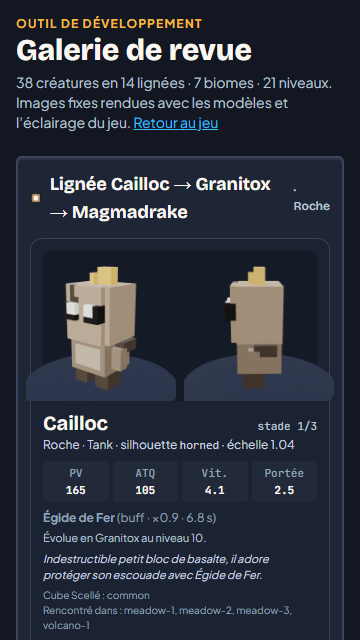 OUTIL DE DÉVELOPPEMENT
Galerie de revue
38 créatures en 14 lignées · 7 biomes · 21 niveaux.
Images fixes rendues avec les modèles et
l'éclairage du jeu. Retour au jeu
Lignée Cailloc → Granitox
→ Magmadrake
· Roche
Cailloc stade 1/3
Roche · Tank · silhouette horned · échelle 1.04
PV ATQ Vit. Portée
165 105 4.1 2.5
Égide de Fer (buff · ×0.9 · 6.8 s)
Évolue en Granitox au niveau 10.
Indestructible petit bloc de basalte, il adore
protéger son escouade avec Égide de Fer.
Cube Scellé : common
Rencontré dans : meadow-1, meadow-2, meadow-3,
volcano-1